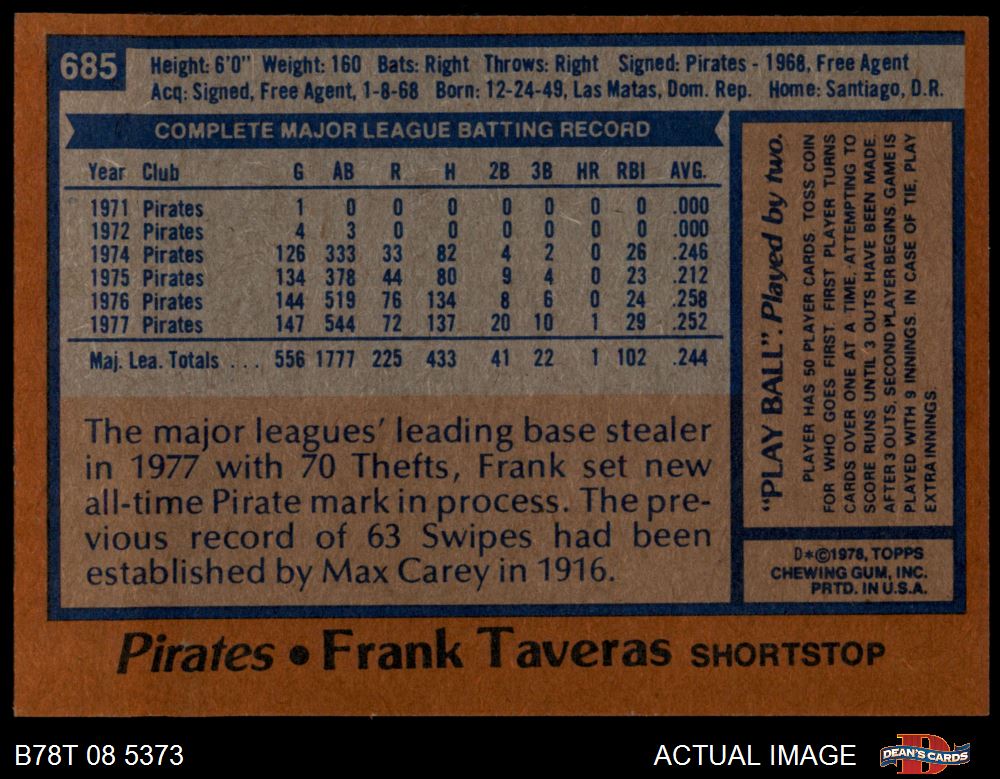 685
Height: 6'0" Weight: 160 Bats: Right Throws: Right Signed: Pirates - 1968, Free Agent
Acq: Signed, Free Agent, 1-8-68 Born: 12-24-49, Las Matas, Dom. Rep. Home: Santiago, D.R.
COMPLETE MAJOR LEAGUE BATTING RECORD
Year Club G AB R H 2B 3B HR RBI AVG.
1971 Pirates 1 0 0 0 0 0 0 0 .000
1972 Pirates 4 3 0 0 0 0 0 0 .000
1974 Pirates 126 333 33 82 4 2 0 26 .246
1975 Pirates 134 378 44 80 9 4 0 23 .212
1976 Pirates 144 519 76 134 8 6 0 24 .258
1977 Pirates 147 544 72 137 20 10 1 29 .252
Maj. Lea. Totals . . . 556 1777 225 433 41 22 1 102 .244
The major leagues' leading base stealer
in 1977 with 70 Thefts, Frank set new
all-time Pirate mark in process. The pre-
vious record of 63 Swipes had been
established by Max Carey in 1916.
"PLAY BALL". Played by two.
PLAYER HAS 50 PLAYER CARDS. TOSS COIN
FOR WHO GOES FIRST. FIRST PLAYER TURNS
CARDS OVER ONE AT A TIME, ATTEMPTING TO
SCORE RUNS UNTIL 3 OUTS HAVE BEEN MADE.
AFTER 3 OUTS, SECOND PLAYER BEGINS. GAME IS
PLAYED WITH 9 INNINGS. IN CASE OF TIE, PLAY
EXTRA INNINGS.
D*©1978, TOPPS
CHEWING GUM, INC.
PRTD. IN U.S.A.
Pirates • Frank Taveras SHORTSTOP
B78T 08 5373
ACTUAL IMAGE
DEAN'S CARDS